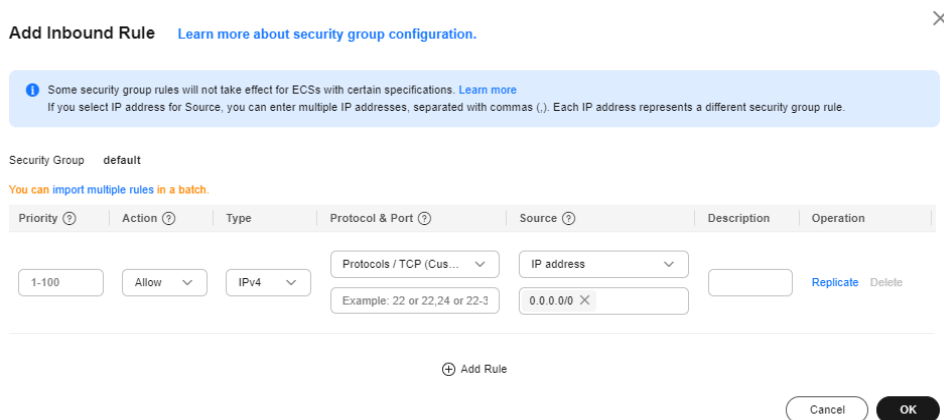 Add Inbound Rule Learn more about security group configuration.
Some security group rules will not take effect for ECSs with certain specifications. Learn more
If you select IP address for Source, you can enter multiple IP addresses, separated with commas (,). Each IP address represents a different security group rule.
Security Group default
You can import multiple rules in a batch.
Priority Action Type Protocol & Port Source Description Operation
Protocols / TCP (Cus... IP address
1-100 Allow IPv4 Replicate Delete
Example: 22 or 22,24 or 22-3 0.0.0.0/0
Add Rule
Cancel OK